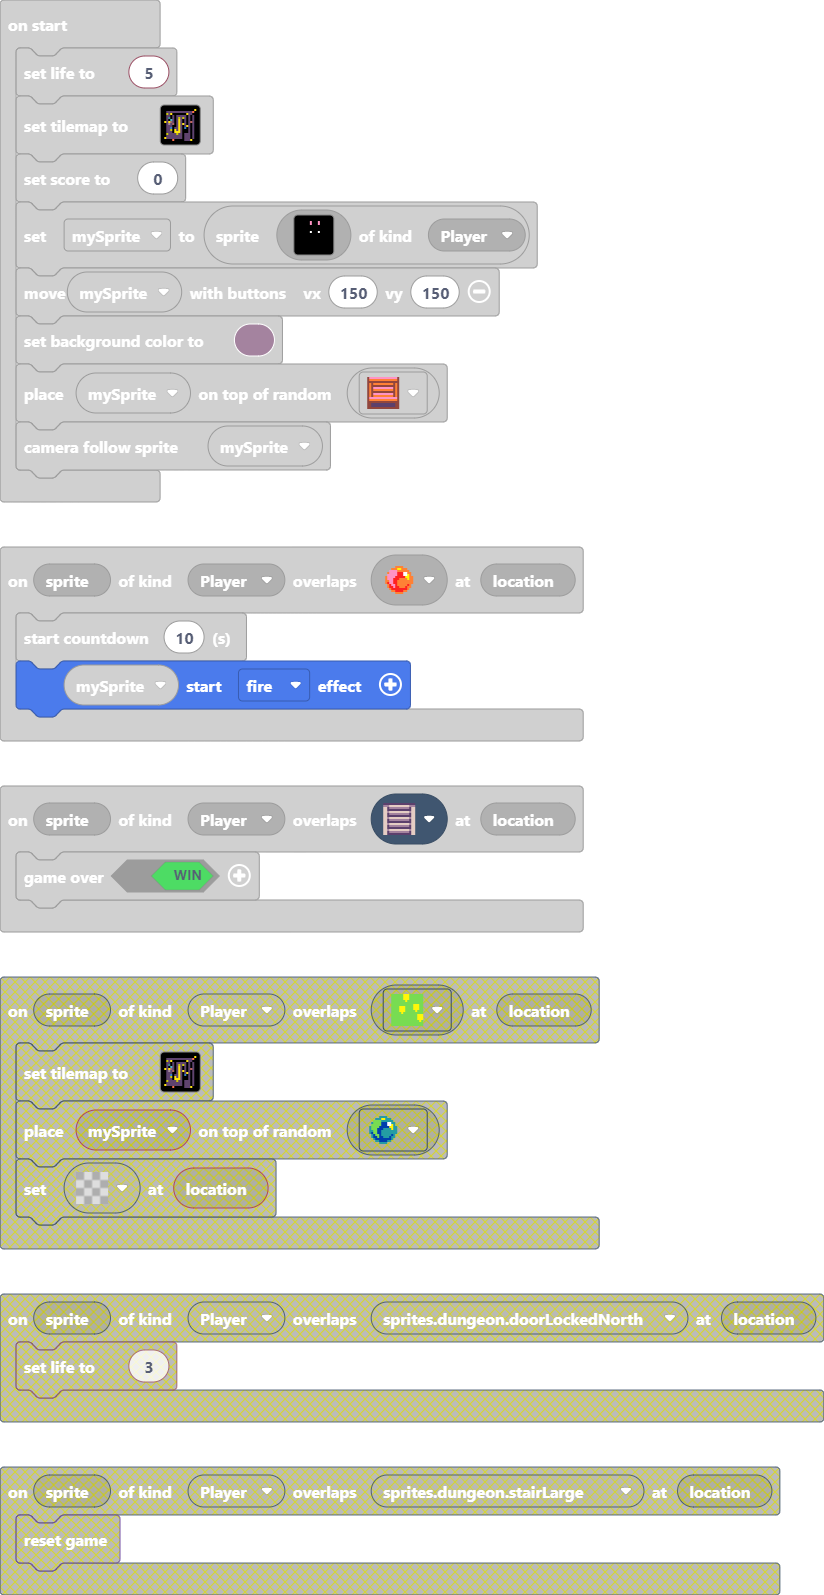 on start
set life to 5
set tilemap to
set score to 0
set mySprite to sprite of kind Player
move mySprite with buttons vx 150 vy 150
set background color to
place mySprite on top of random
camera follow sprite mySprite
on sprite of kind Player overlaps at location
start countdown 10 (s)
mySprite start fire effect
on sprite of kind Player overlaps at location
game over WIN
on sprite of kind Player overlaps at location
set tilemap to
place mySprite on top of random
set at location
on sprite of kind Player overlaps sprites.dungeon.doorLockedNorth at location
set life to 3
on sprite of kind Player overlaps sprites.dungeon.stairLarge at location
reset game